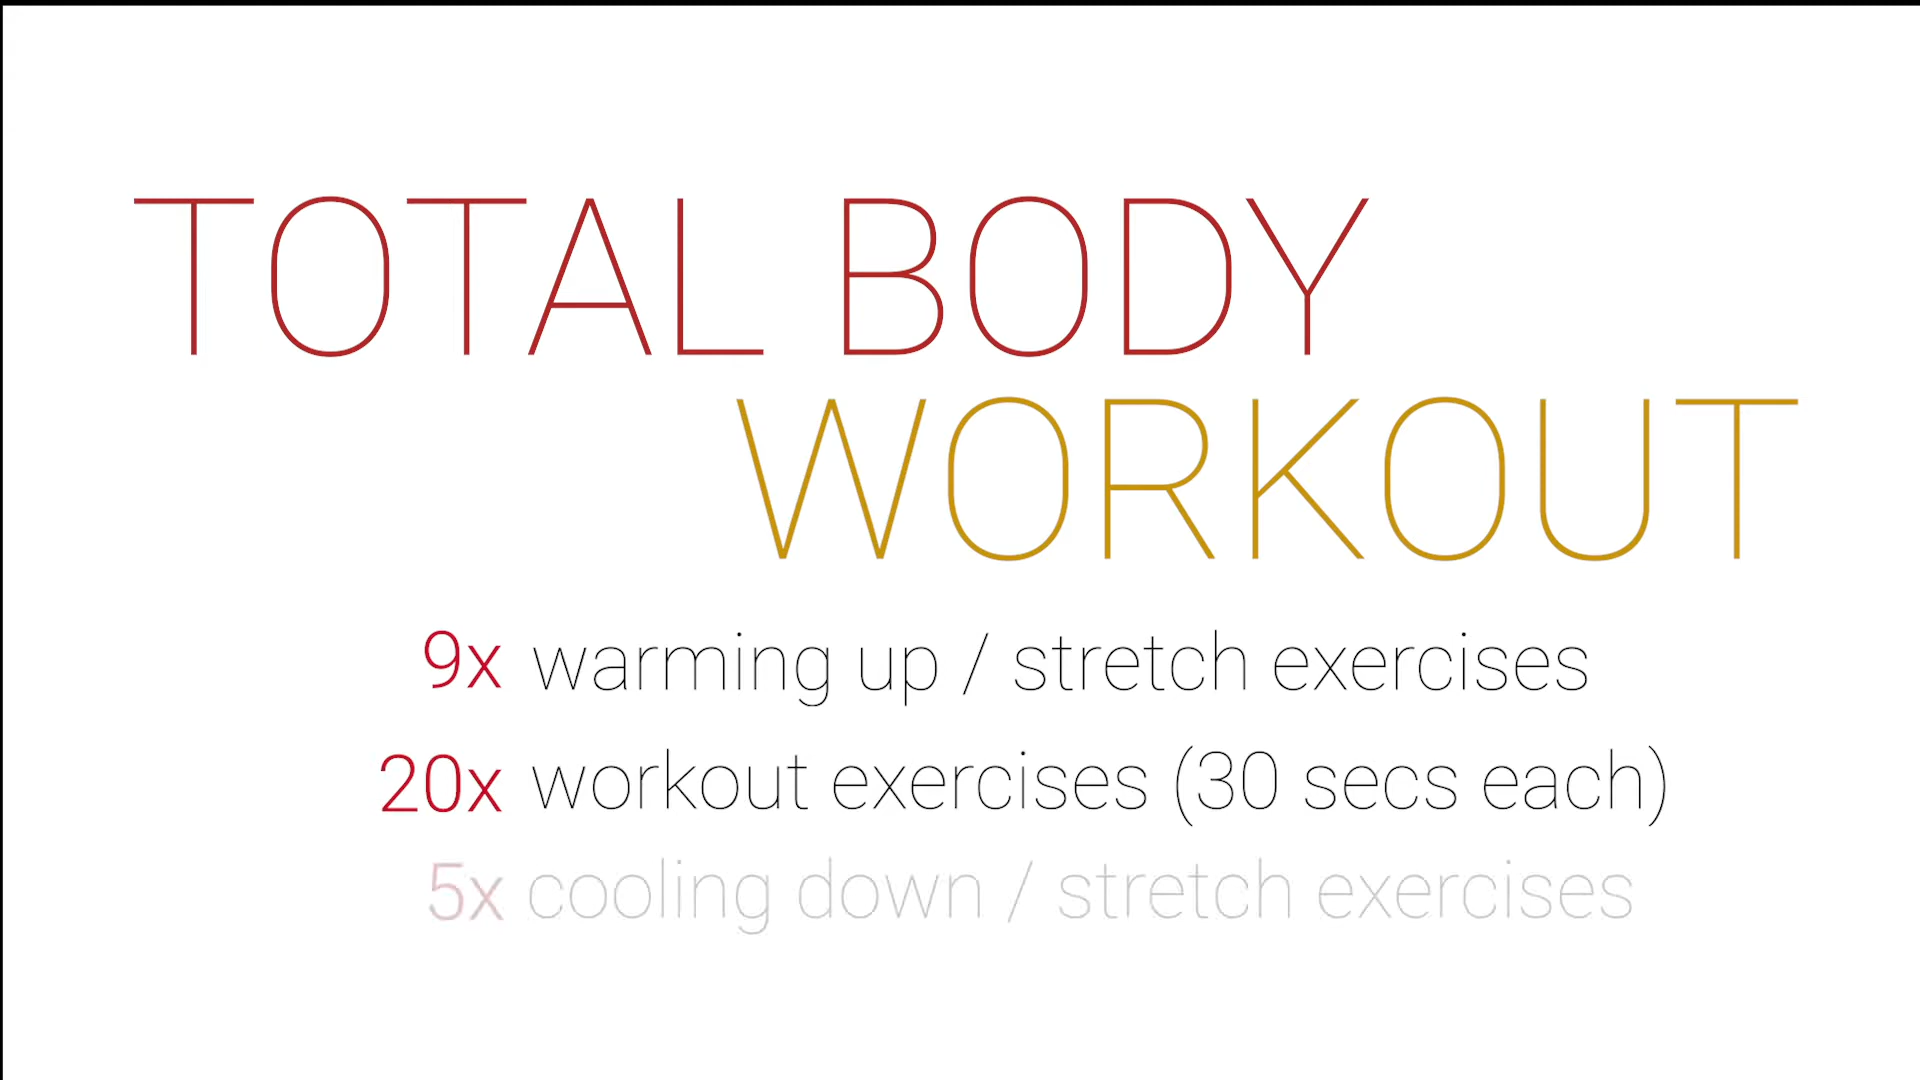 TOTAL BODY
WORKOUT
9x warming up / stretch exercises
20x workout exercises (30 secs each)
5x cooling down / stretch exercises